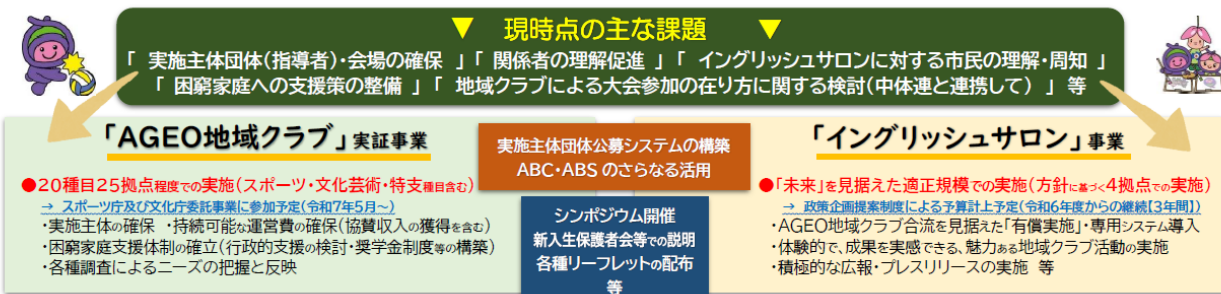 ▼ 現時点の主な課題 ▼
「 実施主体団体(指導者)・会場の確保 」「 関係者の理解促進 」「 イングリッシュサロンに対する市民の理解・周知 」
「 困窮家庭への支援策の整備 」「 地域クラブによる大会参加の在り方に関する検討(中体連と連携して) 」 等
「AGEO地域クラブ」実証事業
●20種目25拠点程度での実施(スポーツ・文化芸術・特支種目含む)
→ スポーツ庁及び文化庁委託事業に参加予定(令和7年5月~)
・実施主体の確保 ・持続可能な運営費の確保(協賛収入の獲得を含む)
・困窮家庭支援体制の確立(行政的支援の検討・奨学金制度等の構築)
・各種調査によるニーズの把握と反映
実施主体団体公募システムの構築
ABC・ABS のさらなる活用
シンポジウム開催
新入生保護者会等での説明
各種リーフレットの配布
等
「イングリッシュサロン」事業
●「未来」を見据えた適正規模での実施(方針に基づく4拠点での実施)
→ 政策企画提案制度による予算計上予定(令和6年度からの継続【3年間】)
・AGEO地域クラブ合流を見据えた「有償実施」・専用システム導入
・体験的で、成果を実感できる、魅力ある地域クラブ活動の実施
・積極的な広報・プレスリリースの実施 等